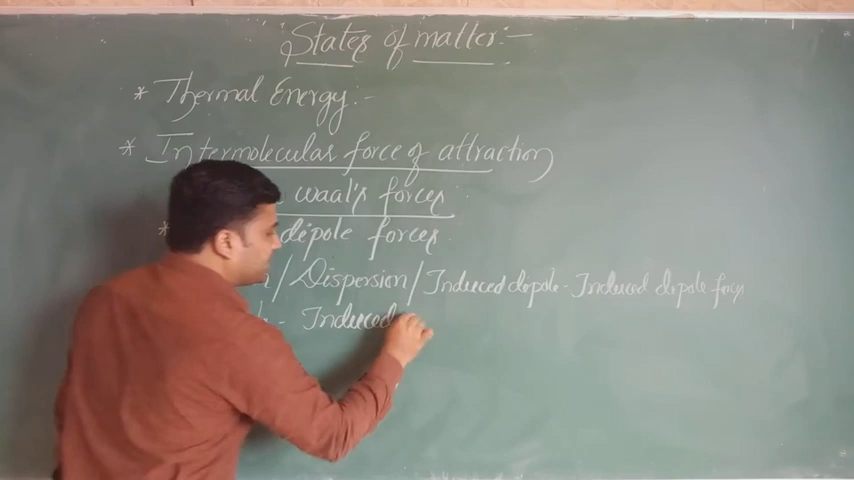 States of matter:-
* Thermal Energy:-
* Intermolecular force of attraction
waal's forces
* dipole forces
/ Dispersion / Induced dipole - Induced dipole forces
- Induced